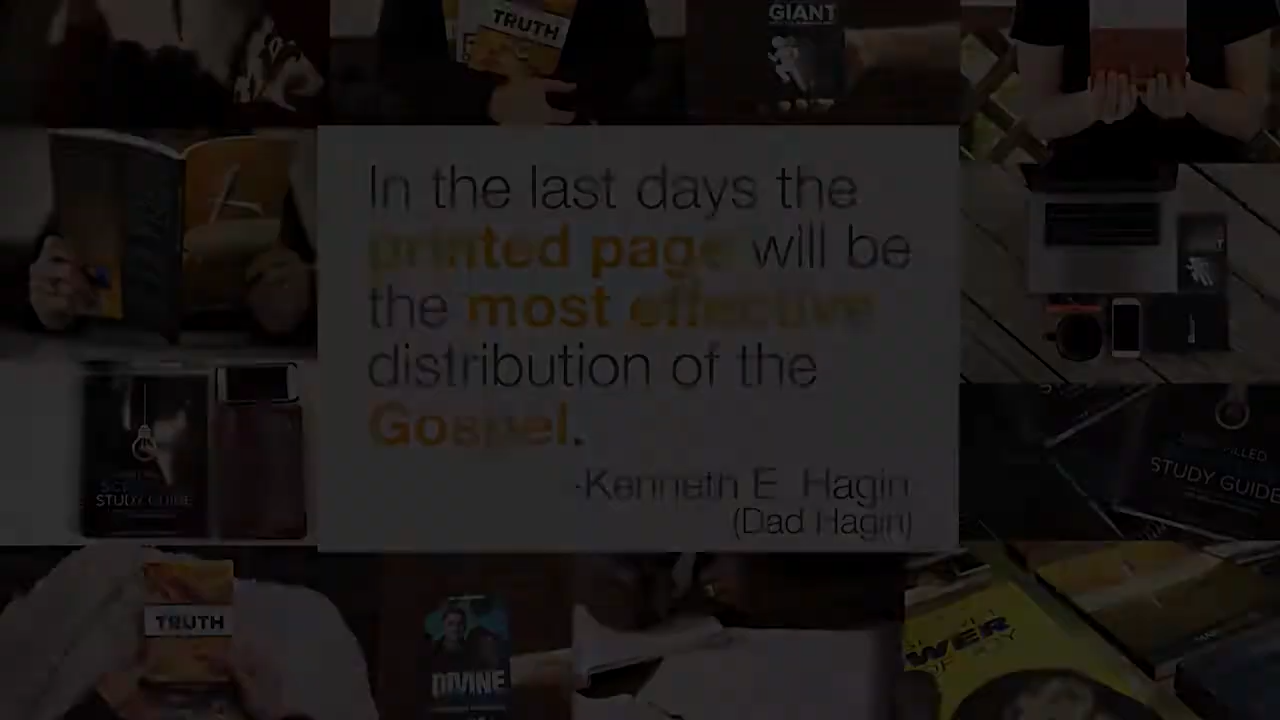 TRUTH
GIANT
In the last days the
printed page will be
the most effective
distribution of the
Gospel.
-Kenneth E. Hagin
(Dad Hagin)
STUDY GUIDE
STUDY GUIDE
TRUTH
DIVINE